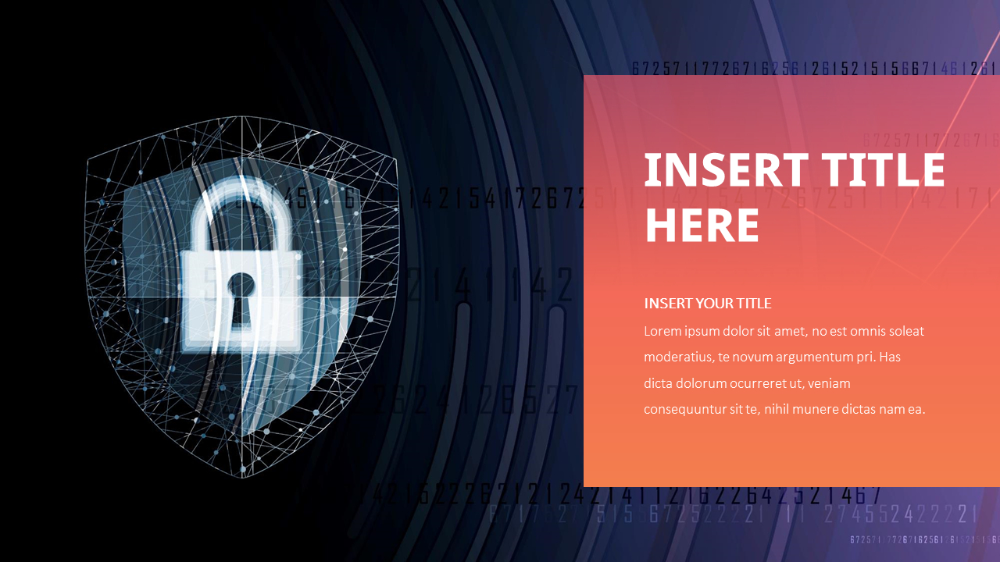 6725711772671625612615215156671461261
INSERT TITLE
HERE
INSERT YOUR TITLE
Lorem ipsum dolor sit amet, no est omnis soleat
moderatius, te novum argumentum pri. Has
dicta dolorum ocurreret ut, veniam
consequuntur sit te, nihil munere dictas nam ea.